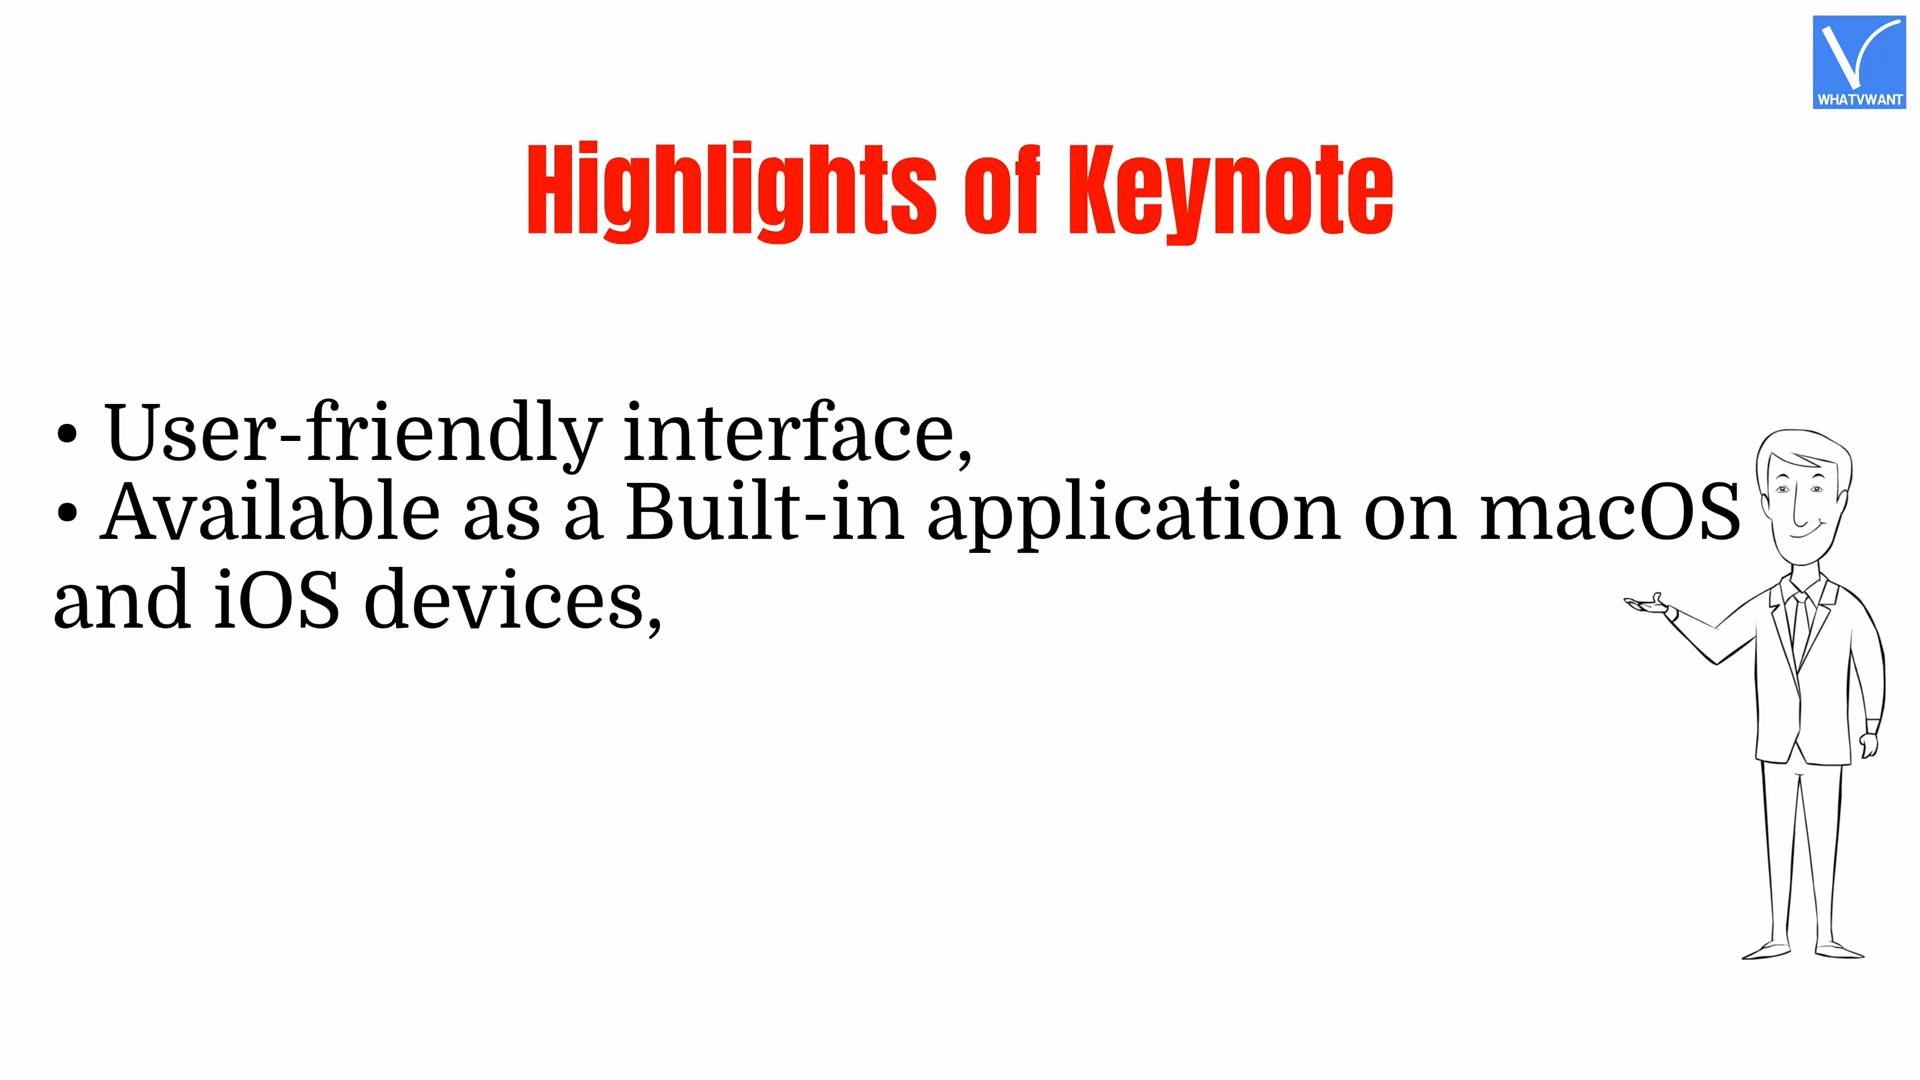 WHATVWANT
Highlights of Keynote
• User-friendly interface,
• Available as a Built-in application on macOS
and iOS devices,